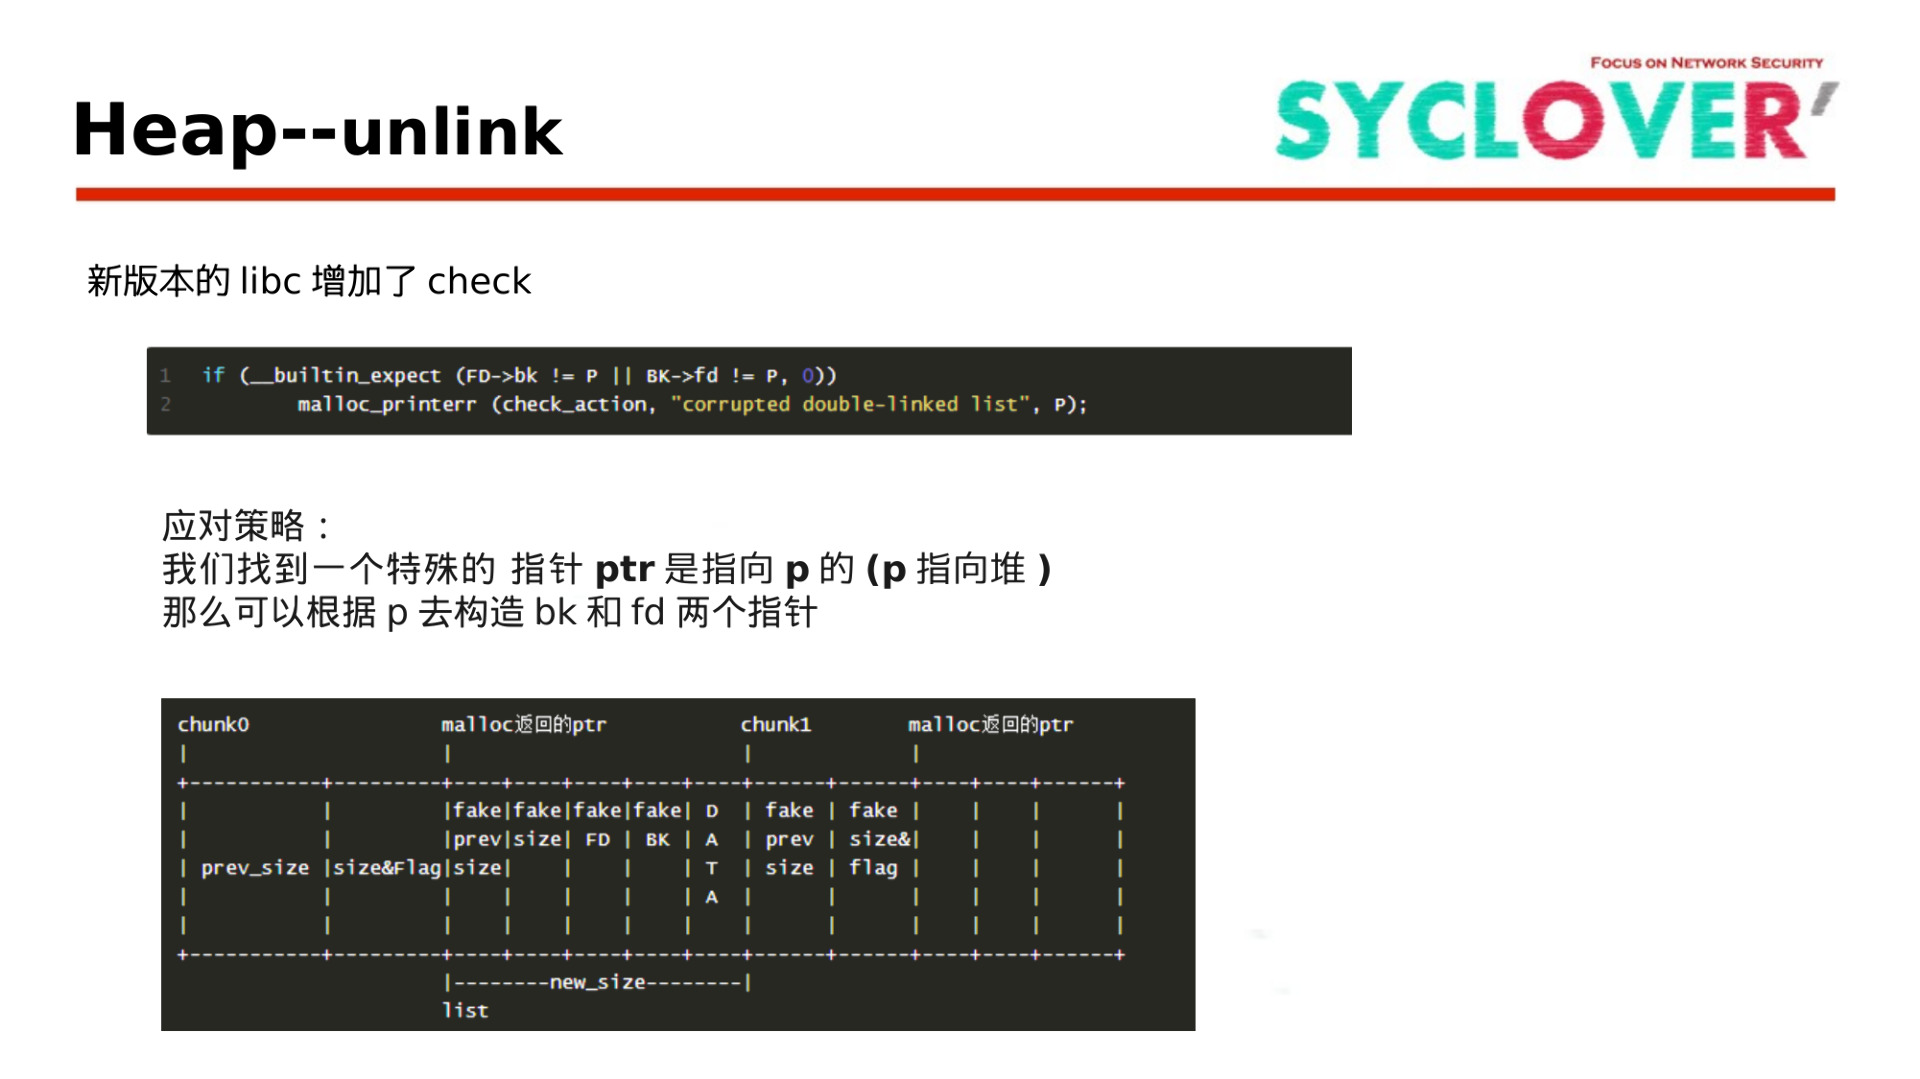 FOCUS ON NETWORK SECURITY
SYCLOVER'
Heap--unlink
新版本的 libc 增加了 check
1 if (__builtin_expect (FD->bk != P || BK->fd != P, 0))
2 malloc_printerr (check_action, "corrupted double-linked list", P);
应对策略：
我们找到一个特殊的 指针 ptr 是指向 p 的 (p 指向堆 )
那么可以根据 p 去构造 bk 和 fd 两个指针
chunk0 malloc返回的ptr chunk1 malloc返回的ptr
| | | |
+-----------+---------+----+----+----+----+----+------+------+----+----+------+
| | |fake|fake|fake|fake| D | fake | fake | | | |
| | |prev|size| FD | BK | A | prev | size&| | | |
| prev_size |size&Flag|size| | | | T | size | flag | | | |
| | | | | | | A | | | | | |
| | | | | | | | | | | |
+-----------+---------+----+----+----+----+----+------+------+----+----+------+
|--------new_size--------|
list